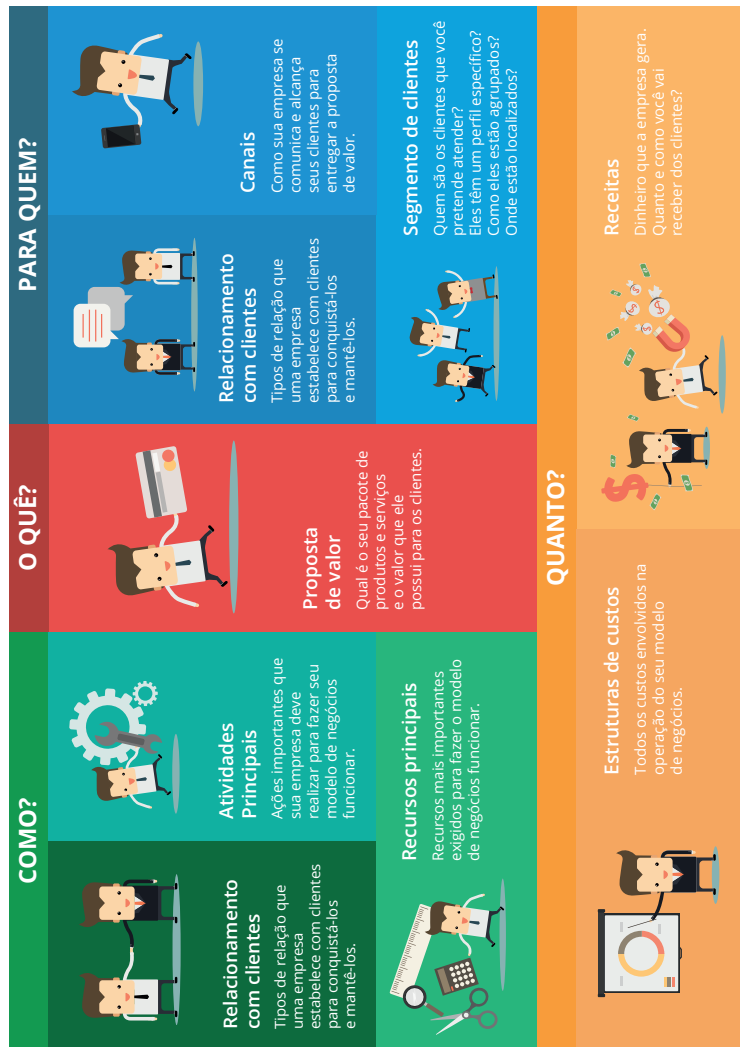 COMO?
Relacionamento
com clientes
Tipos de relação que
uma empresa
estabelece com clientes
para conquistá-los
e mantê-los.
Atividades
Principais
Ações importantes que
sua empresa deve
realizar para fazer seu
modelo de negócios
funcionar.
Recursos principais
Recursos mais importantes
exigidos para fazer o modelo
de negócios funcionar.
O QUÊ?
Proposta
de valor
Qual é o seu pacote de
produtos e serviços
e o valor que ele
possui para os clientes.
PARA QUEM?
Relacionamento
com clientes
Tipos de relação que
uma empresa
estabelece com clientes
para conquistá-los
e mantê-los.
Canais
Como sua empresa se
comunica e alcança
seus clientes para
entregar a proposta
de valor.
Segmento de clientes
Quem são os clientes que você
pretende atender?
Eles têm um perfil específico?
Como eles estão agrupados?
Onde estão localizados?
QUANTO?
Estruturas de custos
Todos os custos envolvidos na
operação do seu modelo
de negócios.
Receitas
Dinheiro que a empresa gera.
Quanto e como você vai
receber dos clientes?